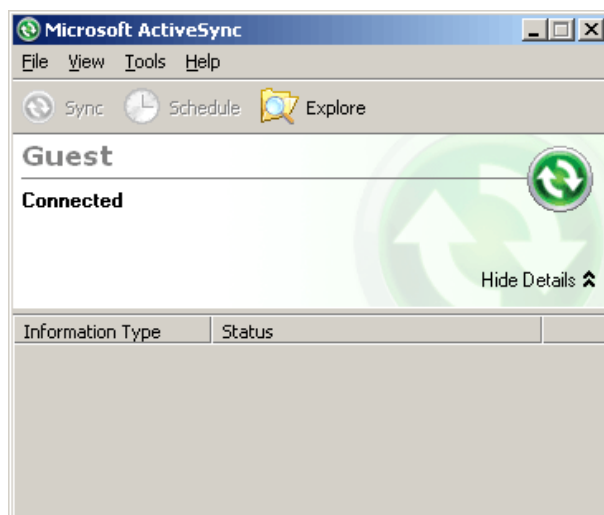 Microsoft ActiveSync
File View Tools Help
Sync Schedule Explore
Guest
Connected
Hide Details
Information Type Status